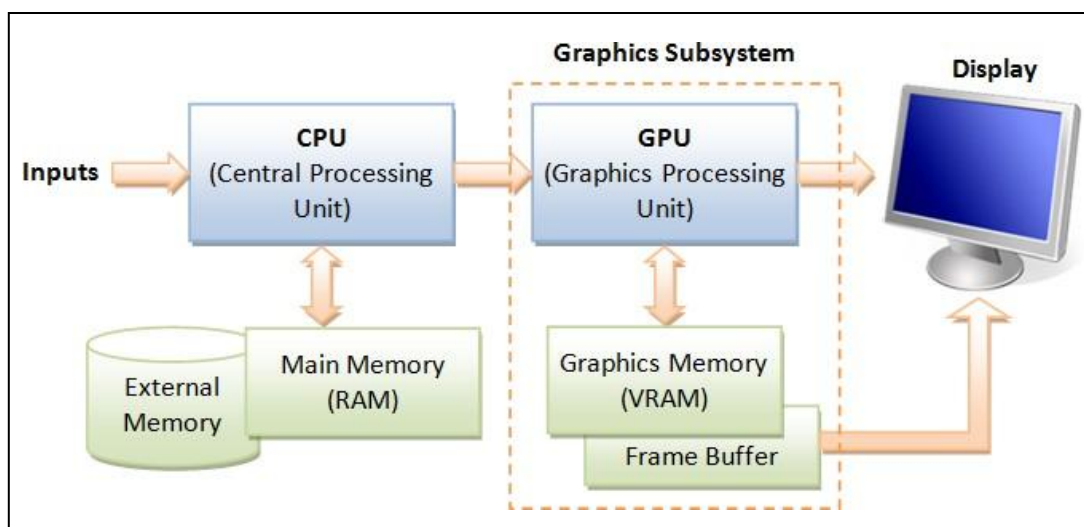 Graphics Subsystem
Display
Inputs
CPU
(Central Processing
Unit)
GPU
(Graphics Processing
Unit)
External
Memory
Main Memory
(RAM)
Graphics Memory
(VRAM)
Frame Buffer